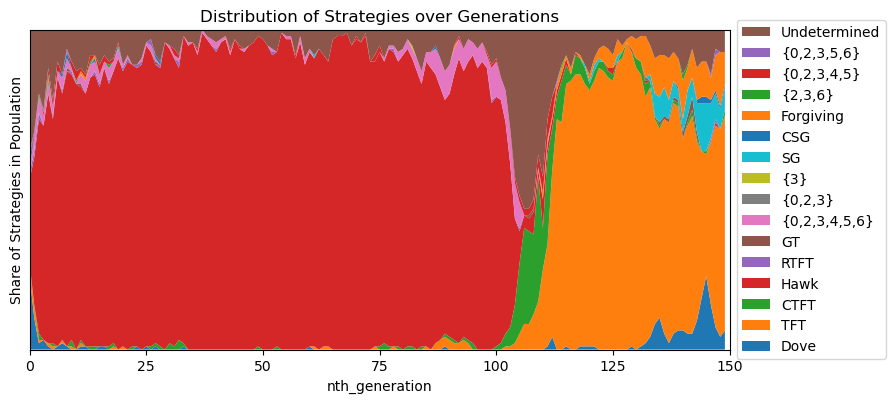 Distribution of Strategies over Generations
Share of Strategies in Population
0 25 50 75 100 125 150
nth_generation
Undetermined
{0,2,3,5,6}
{0,2,3,4,5}
{2,3,6}
Forgiving
CSG
SG
{3}
{0,2,3}
{0,2,3,4,5,6}
GT
RTFT
Hawk
CTFT
TFT
Dove